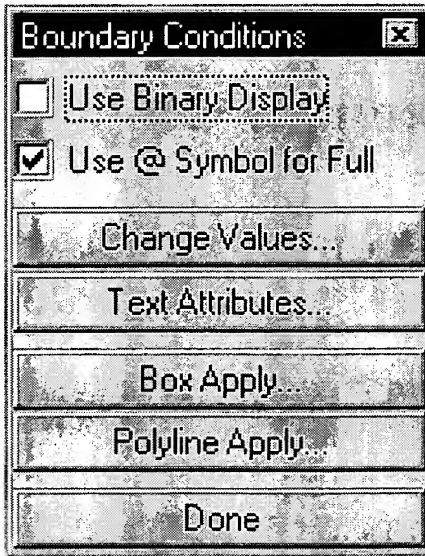 Boundary Conditions
Use Binary Display
Use @ Symbol for Full
Change Values...
Text Attributes...
Box Apply...
Polyline Apply...
Done